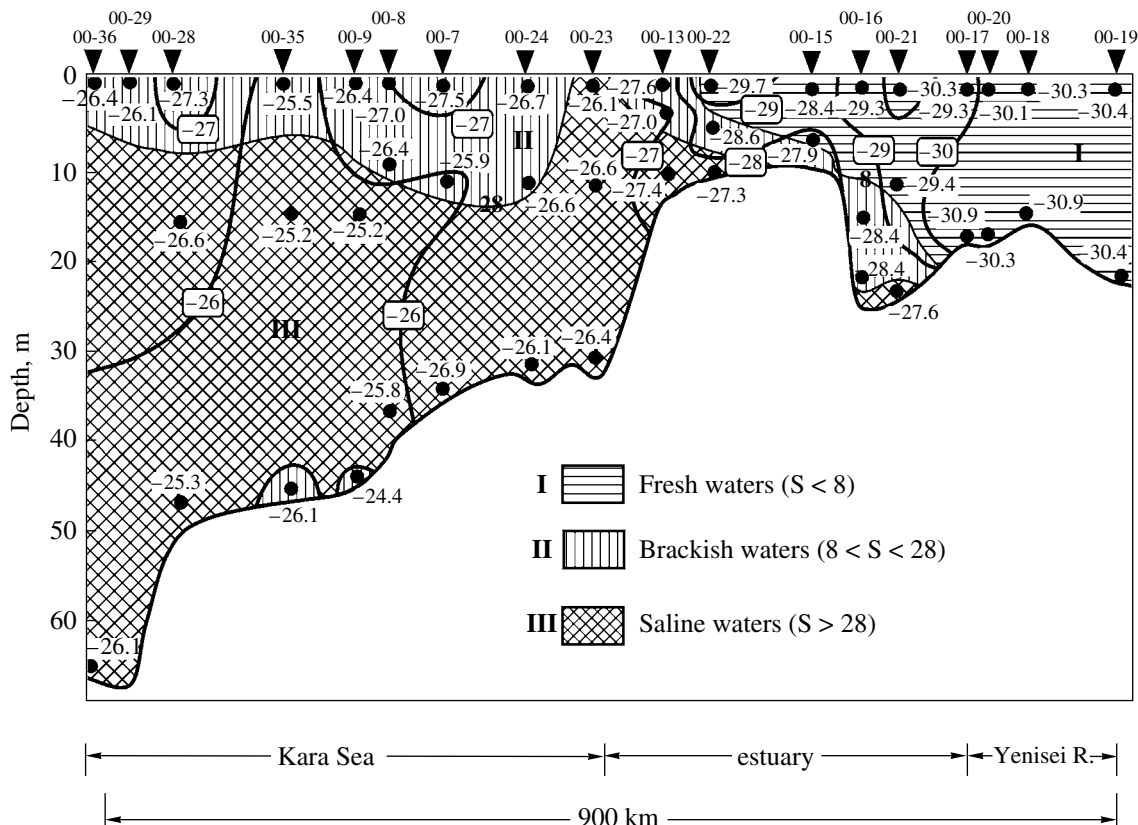 00-29 00-8 00-16 00-20
00-36 00-28 00-35 00-9 00-7 00-24 00-23 00-13 00-22 00-15 00-21 00-17 00-18 00-19
0
−26.4 −27.3 −25.5 −26.4 −27.5 −26.7 −26.1 −27.6 −29.7 −28.4 −29.3 −30.3 −30.3
−26.1 −27.0 −27.0 −29 −29.3 −30.1 −30.4
−27 −27 II −28.6
−26.4 −25.9 −26.6 −27 −28 −27.9 −29 −30 I
10
−26.6 −27.4 −27.3 8 −29.4
28
−26.6 −25.2 −25.2 −28.4 −30.9 −30.9
20
−28.4 −30.3 −30.4
−26 −26 −27.6
III
30
−26.1 −26.4
−25.8 −26.9
Depth, m
40
−25.3 −26.1 −24.4
50
60
−26.1
I Fresh waters (S < 8)
II Brackish waters (8 < S < 28)
III Saline waters (S > 28)
Kara Sea estuary Yenisei R.
900 km